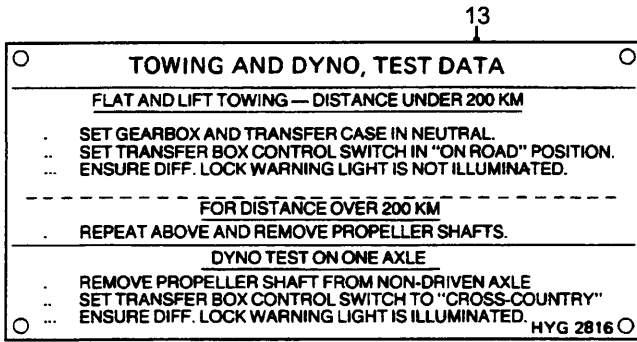 13
TOWING AND DYNO, TEST DATA
FLAT AND LIFT TOWING — DISTANCE UNDER 200 KM
. SET GEARBOX AND TRANSFER CASE IN NEUTRAL.
.. SET TRANSFER BOX CONTROL SWITCH IN "ON ROAD" POSITION.
... ENSURE DIFF. LOCK WARNING LIGHT IS NOT ILLUMINATED.
FOR DISTANCE OVER 200 KM
. REPEAT ABOVE AND REMOVE PROPELLER SHAFTS.
DYNO TEST ON ONE AXLE
. REMOVE PROPELLER SHAFT FROM NON-DRIVEN AXLE
.. SET TRANSFER BOX CONTROL SWITCH TO "CROSS-COUNTRY"
... ENSURE DIFF. LOCK WARNING LIGHT IS ILLUMINATED.
HYG 2816